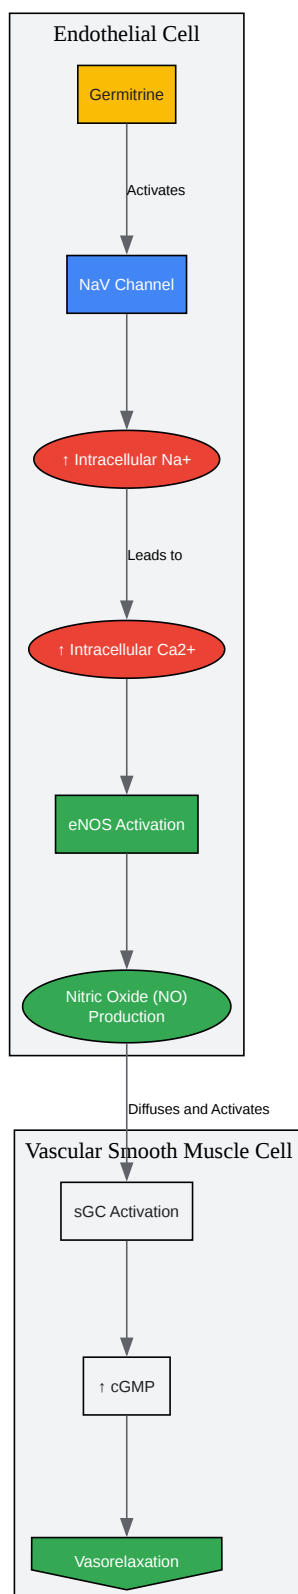 Endothelial Cell
Germitrine
Activates
NaV Channel
↑ Intracellular Na+
Leads to
↑ Intracellular Ca2+
eNOS Activation
Nitric Oxide (NO)
Production
Diffuses and Activates
Vascular Smooth Muscle Cell
sGC Activation
↑ cGMP
Vasorelaxation